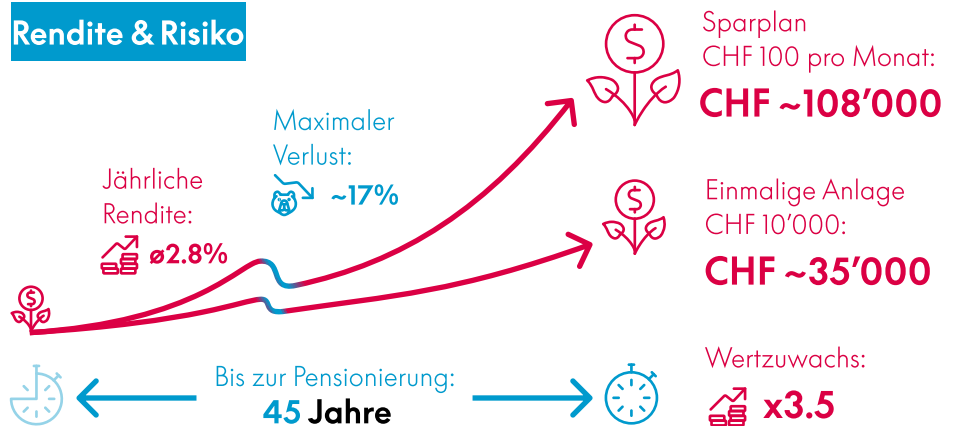 Rendite & Risiko
Sparplan
CHF 100 pro Monat:
CHF ~108’000
Maximaler
Verlust:
~17%
Jährliche
Rendite:
ø2.8%
Einmalige Anlage
CHF 10’000:
CHF ~35’000
$
$
$
Bis zur Pensionierung:
45 Jahre
Wertzuwachs:
x3.5